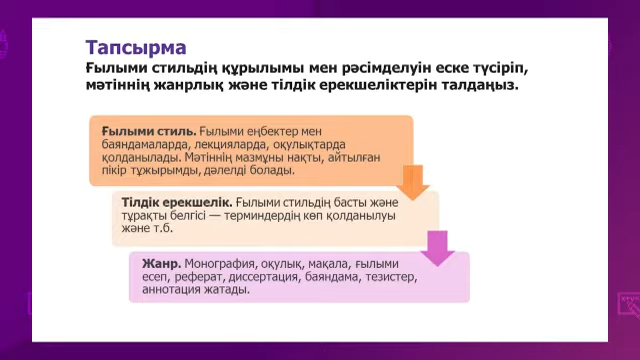 Тапсырма
Ғылыми стильдің құрылымы мен рәсімделуін еске түсіріп,
мәтіннің жанрлық және тілдік ерекшеліктерін талдаңыз.
Ғылыми стиль. Ғылыми еңбектер мен
баяндамаларда, лекцияларда, оқулықтарда
қолданылады. Мәтіннің мазмұны нақты, айтылған
пікір тұжырымды, дәлелді болады.
Тілдік ерекшелік. Ғылыми стильдің басты және
тұрақты белгісі — терминдердің көп қолданылуы
және т.б.
Жанр. Монография, оқулық, мақала, ғылыми
есеп, реферат, диссертация, баяндама, тезистер,
аннотация жатады.